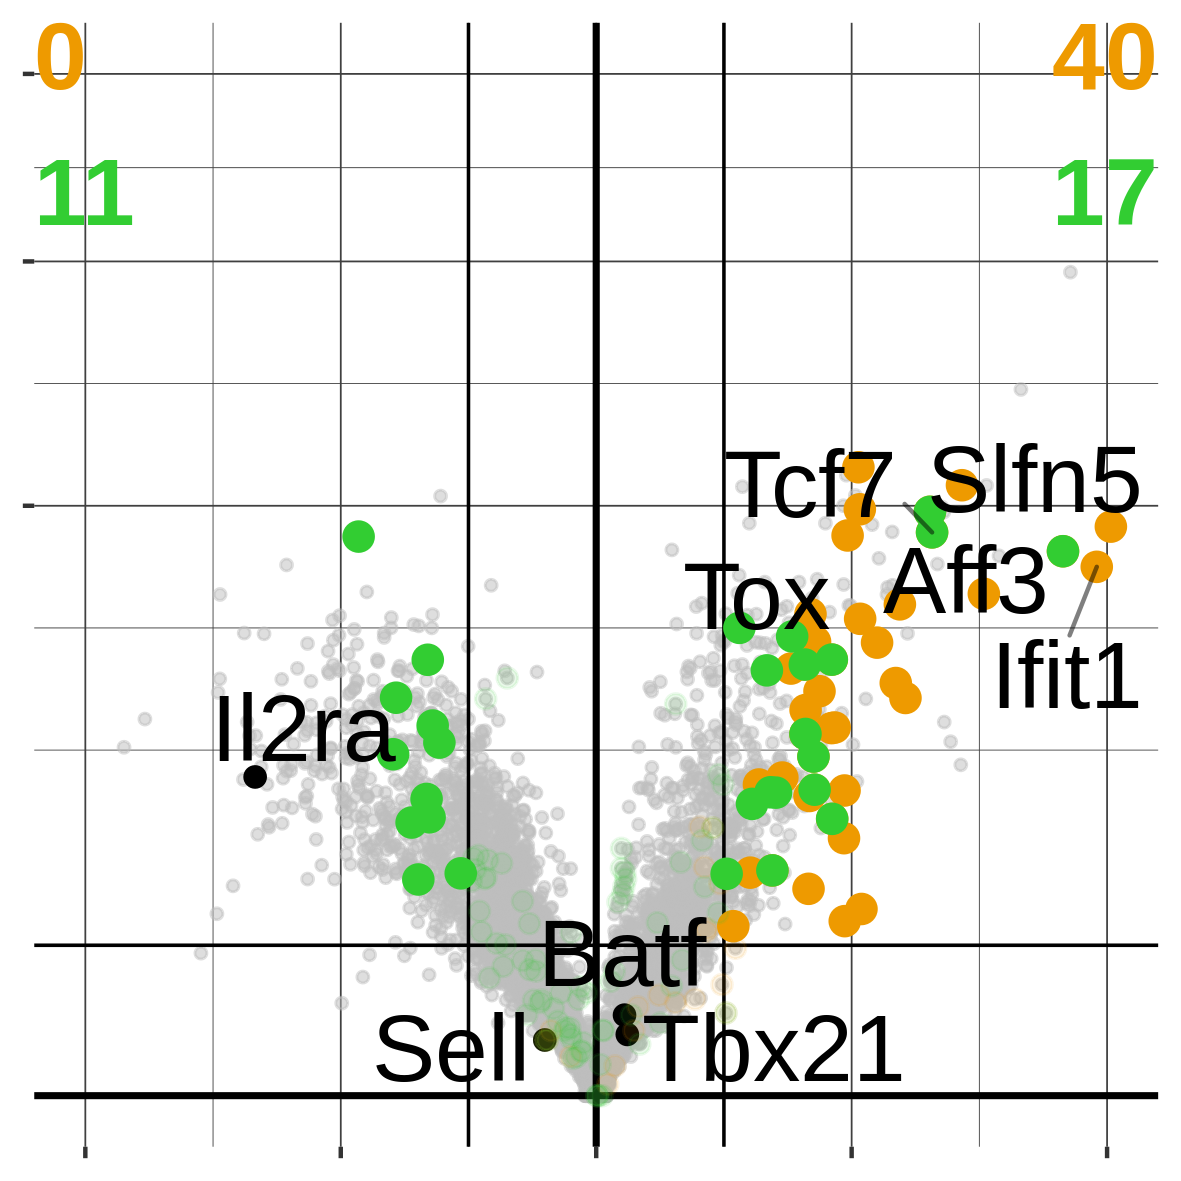 0 40
11 17
Tcf7 Slfn5
Tox Aff3
Ifit1
Il2ra
Batf
Sell Tbx21